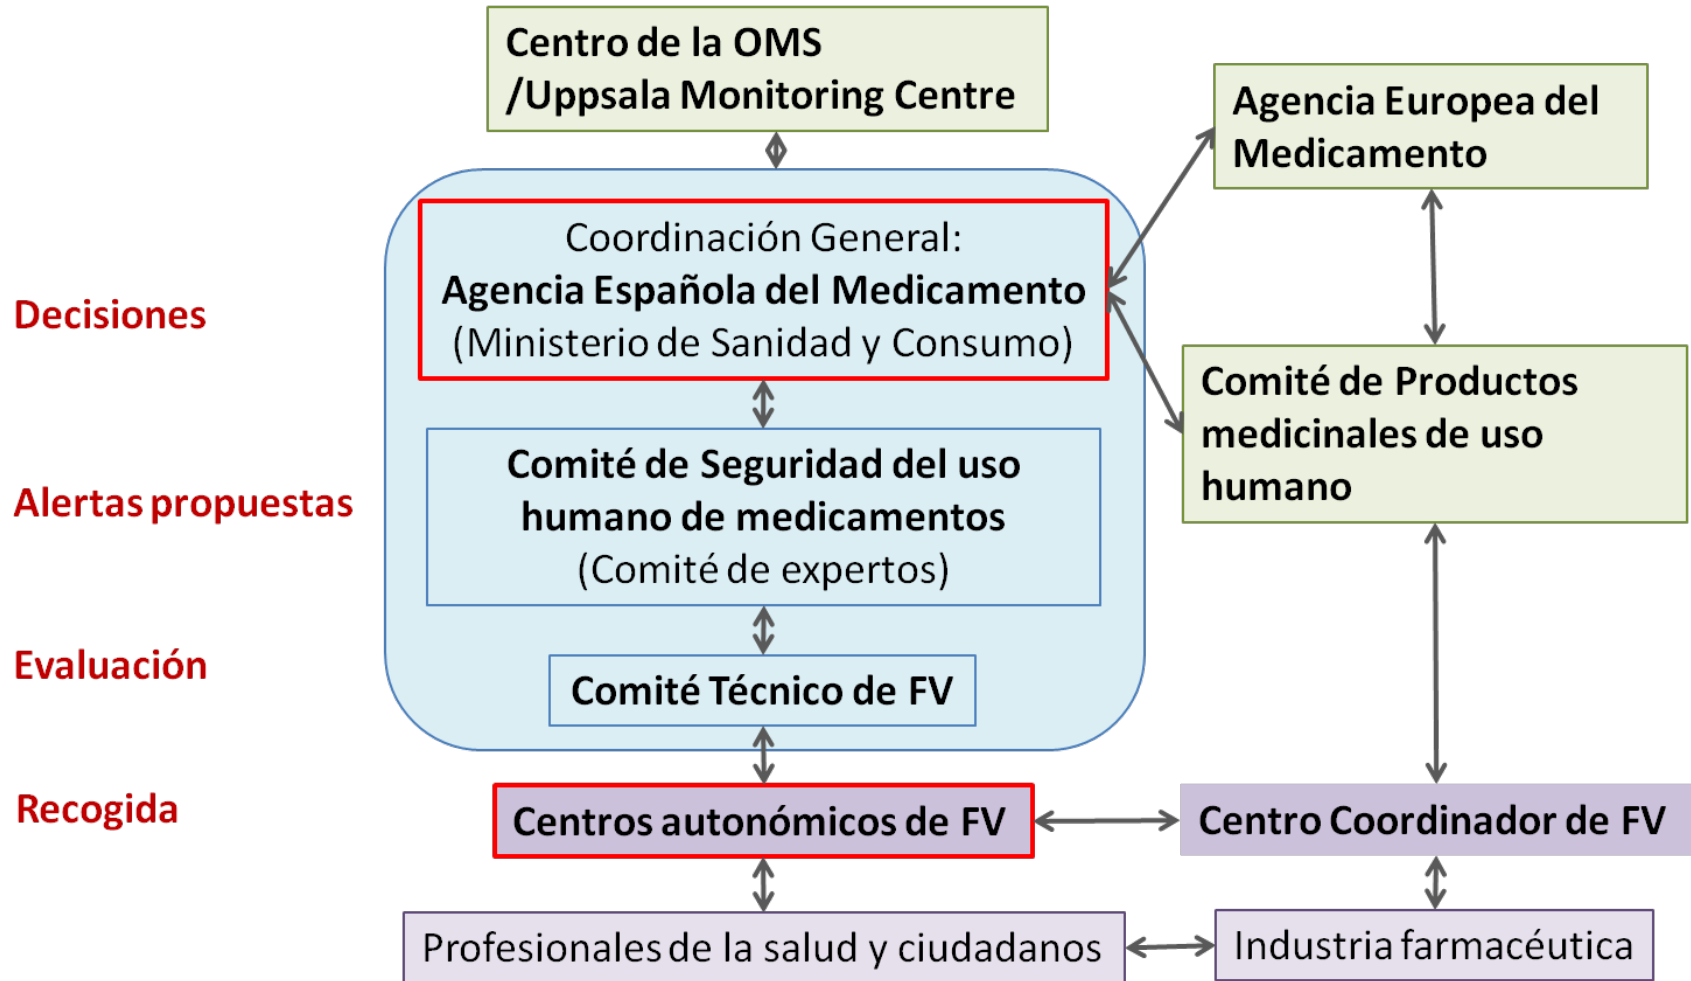 Centro de la OMS
/Uppsala Monitoring Centre
Agencia Europea del
Medicamento
Coordinación General:
Agencia Española del Medicamento
(Ministerio de Sanidad y Consumo)
Decisiones
Comité de Productos
medicinales de uso
humano
Comité de Seguridad del uso
humano de medicamentos
(Comité de expertos)
Alertas propuestas
Evaluación
Comité Técnico de FV
Recogida
Centros autonómicos de FV
Centro Coordinador de FV
Profesionales de la salud y ciudadanos
Industria farmacéutica